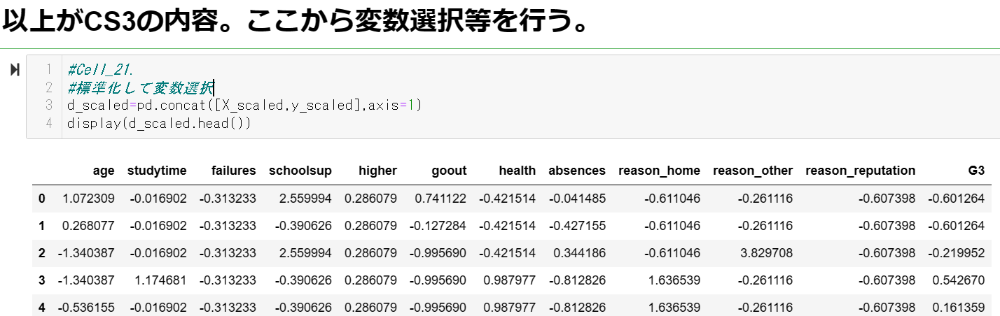 以上がCS3の内容。ここから変数選択等を行う。
1 #Cell_21.
2 #標準化して変数選択
3 d_scaled=pd.concat([X_scaled,y_scaled],axis=1)
4 display(d_scaled.head())
age studytime failures schoolsup higher goout health absences reason_home reason_other reason_reputation G3
0 1.072309 -0.016902 -0.313233 2.559994 0.286079 0.741122 -0.421514 -0.041485 -0.611046 -0.261116 -0.607398 -0.601264
1 0.268077 -0.016902 -0.313233 -0.390626 0.286079 -0.127284 -0.421514 -0.427155 -0.611046 -0.261116 -0.607398 -0.601264
2 -1.340387 -0.016902 -0.313233 2.559994 0.286079 -0.995690 -0.421514 0.344186 -0.611046 3.829708 -0.607398 -0.219952
3 -1.340387 1.174681 -0.313233 -0.390626 0.286079 -0.995690 0.987977 -0.812826 1.636539 -0.261116 -0.607398 0.542670
4 -0.536155 -0.016902 -0.313233 -0.390626 0.286079 -0.995690 0.987977 -0.812826 1.636539 -0.261116 -0.607398 0.161359